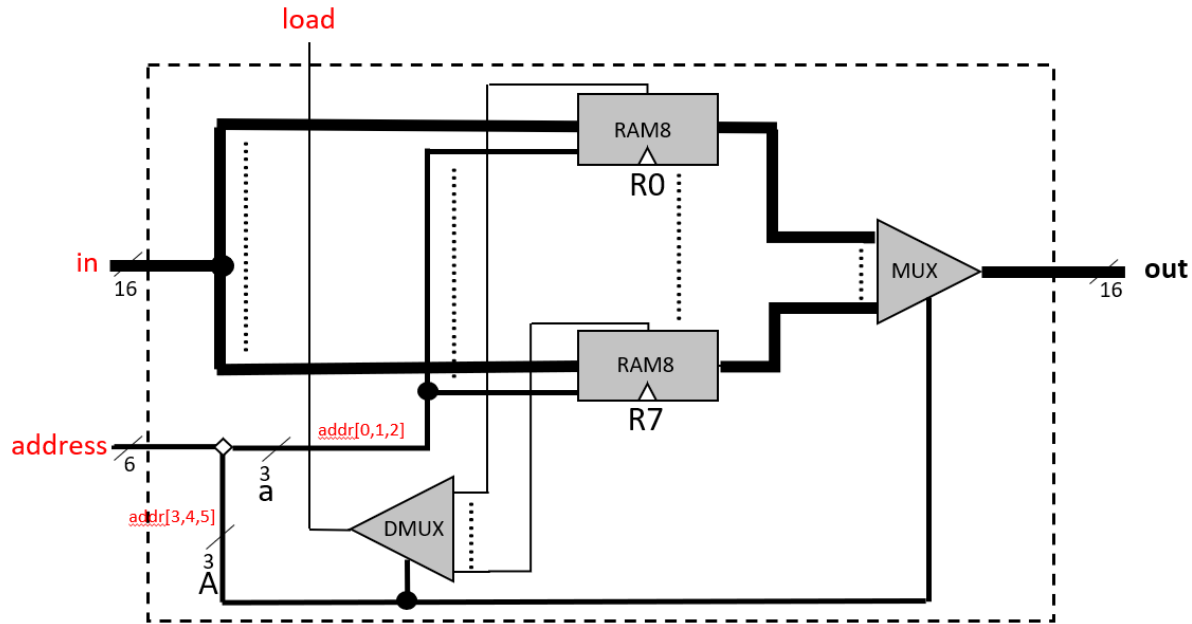 load
RAM8
R0
in
16
MUX
out
16
RAM8
R7
address
6
addr[0,1,2]
3
a
addr[3,4,5]
DMUX
3
A